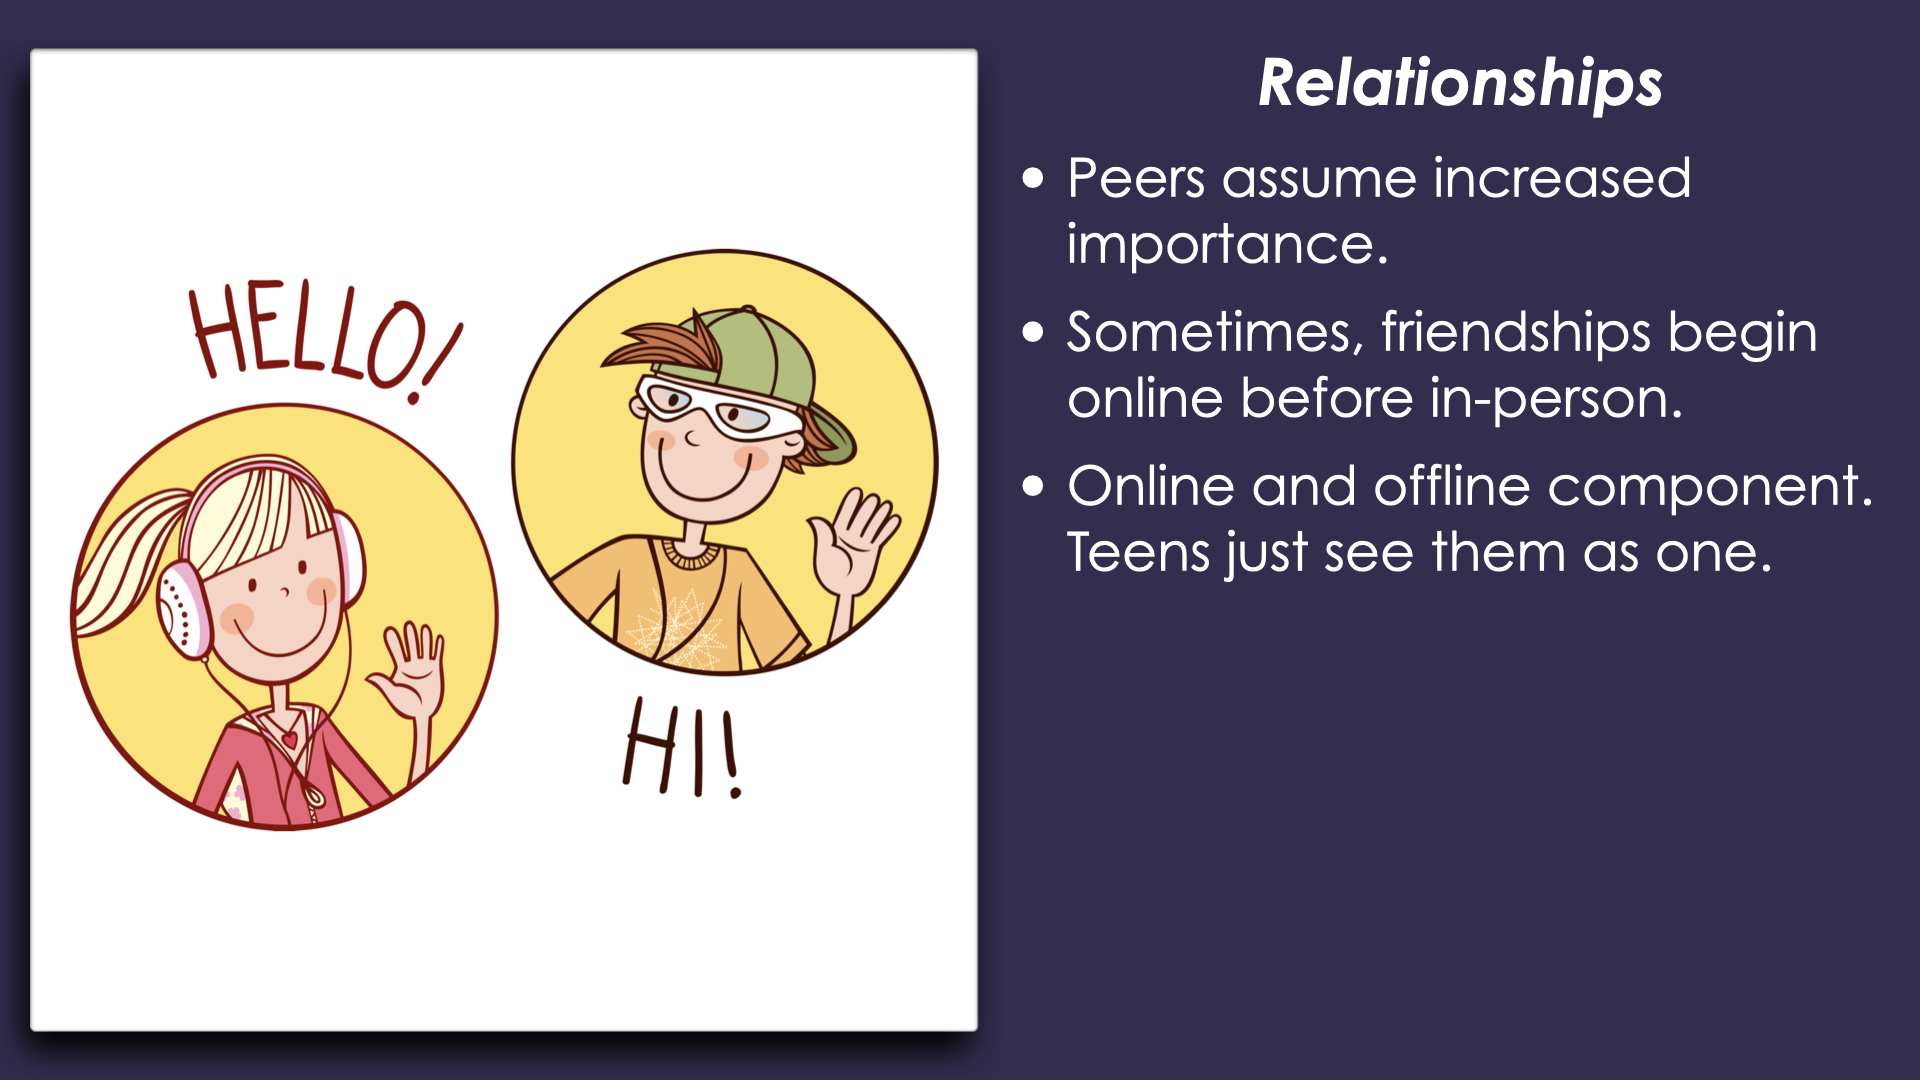 HELLO!
HI!
Relationships
• Peers assume increased
importance.
• Sometimes, friendships begin
online before in-person.
• Online and offline component.
Teens just see them as one.